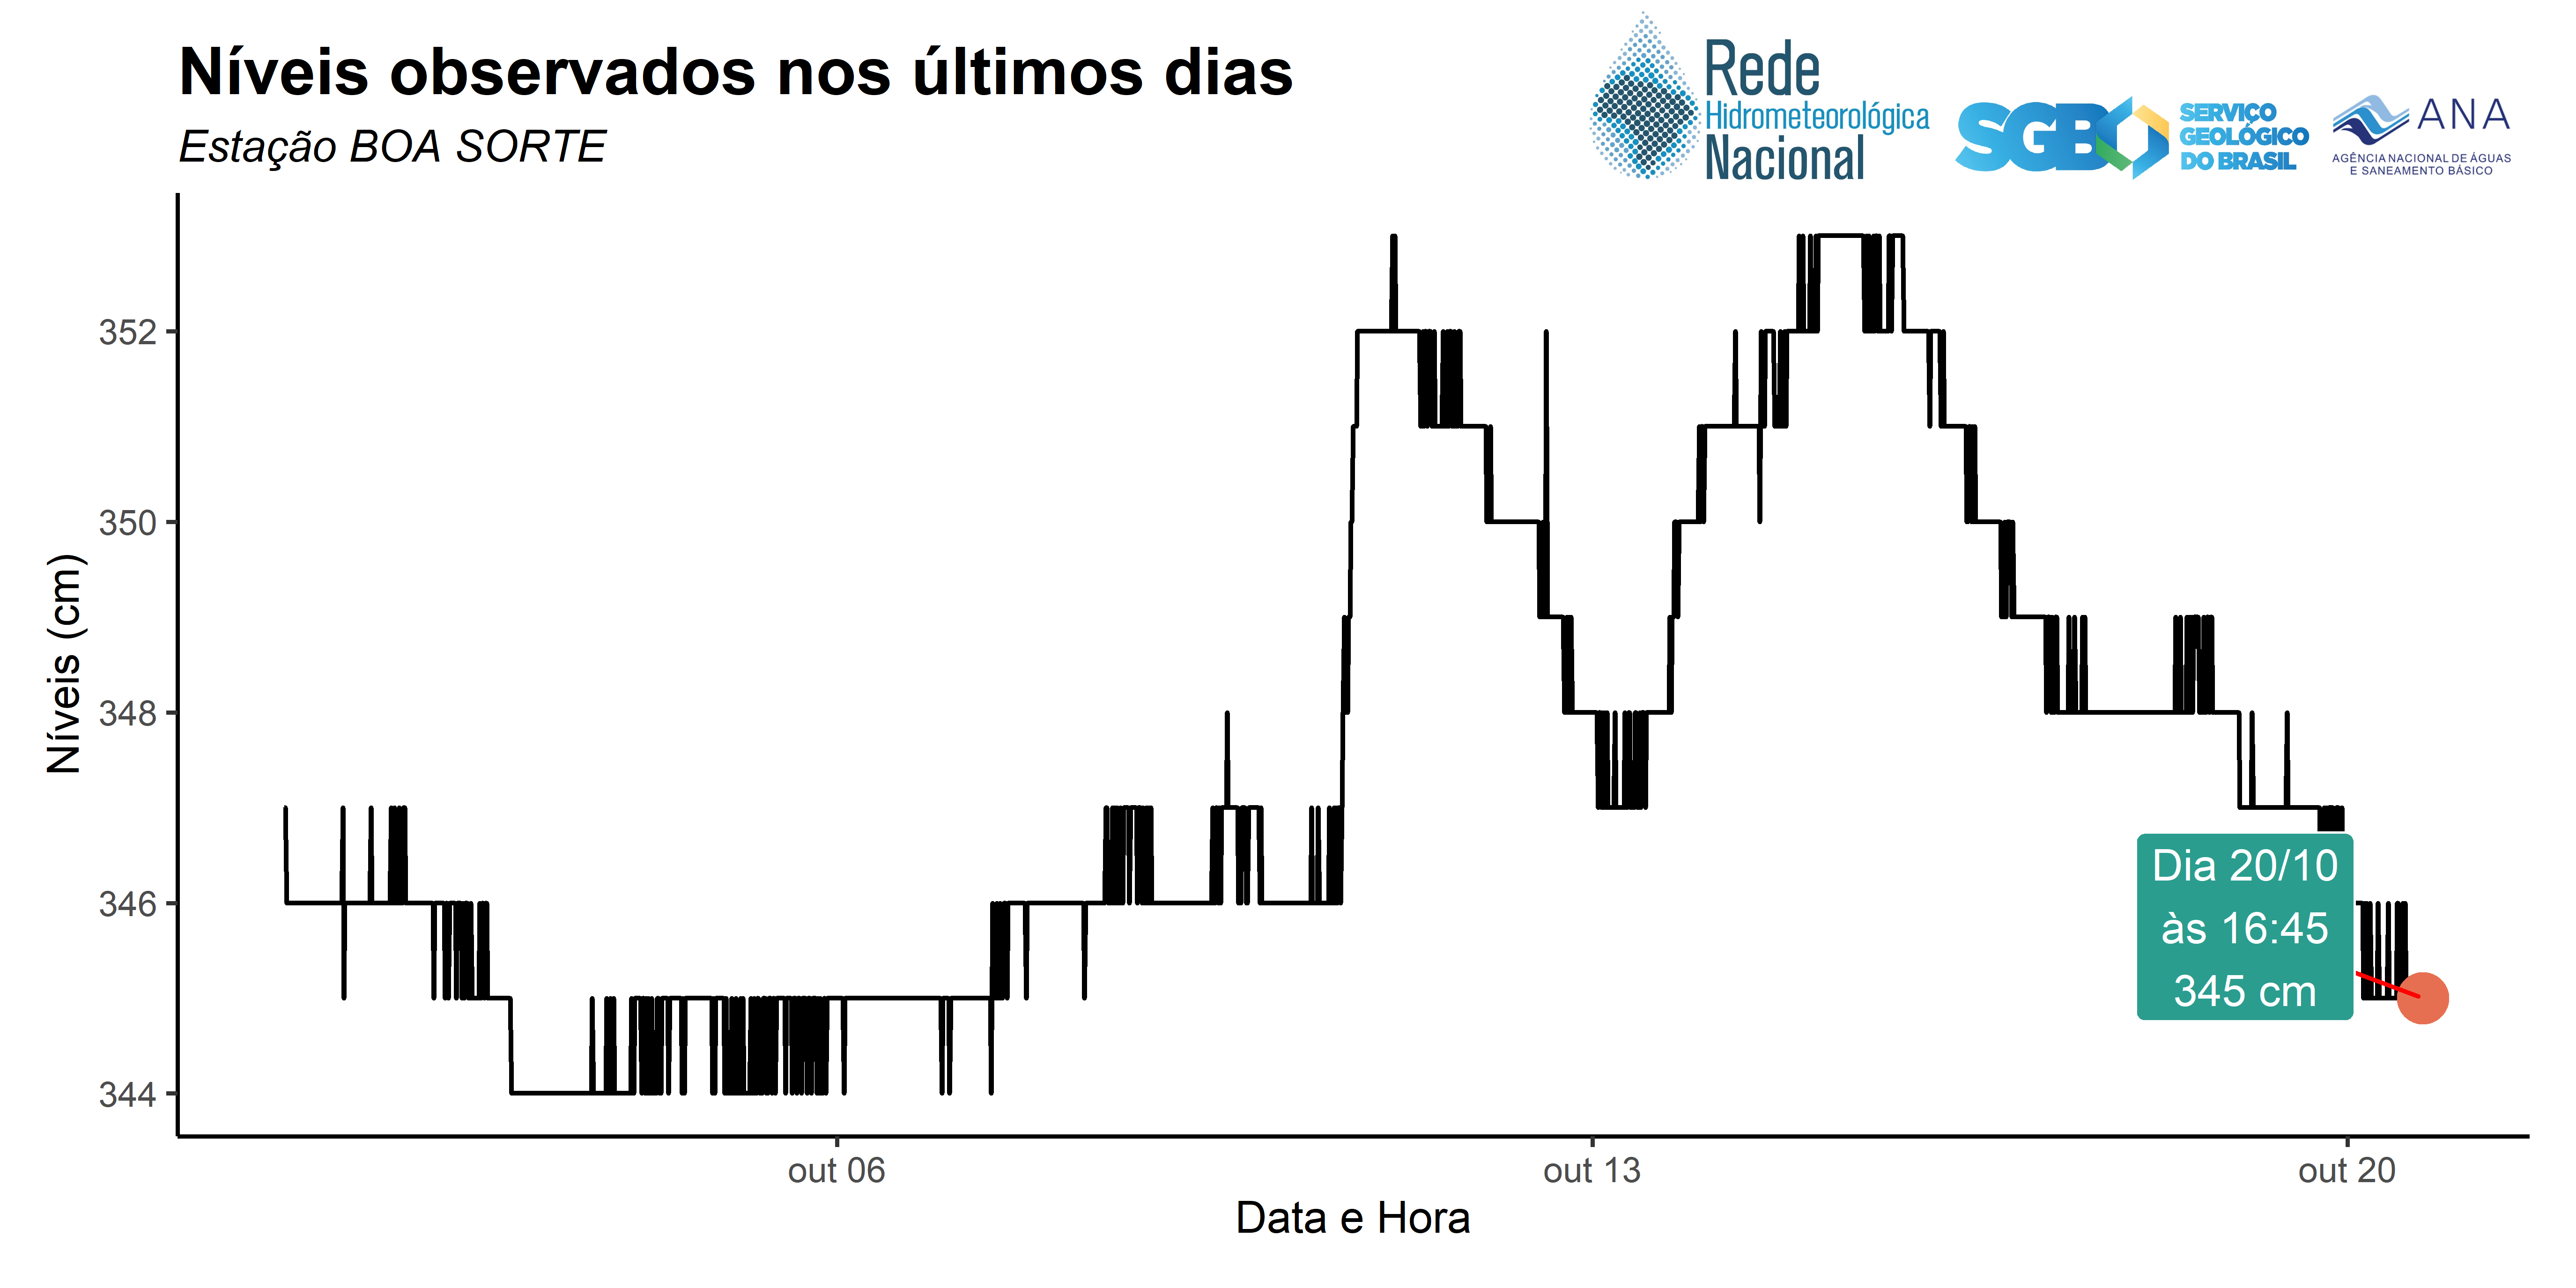 Níveis observados nos últimos dias
Estação BOA SORTE
Rede
Hidrometeorológica
Nacional
SGB
SERVIÇO
GEOLÓGICO
DO BRASIL
ANA
AGÊNCIA NACIONAL DE ÁGUAS
E SANEAMENTO BÁSICO
Níveis (cm)
352
350
348
346
344
Dia 20/10
às 16:45
345 cm
out 06
out 13
out 20
Data e Hora